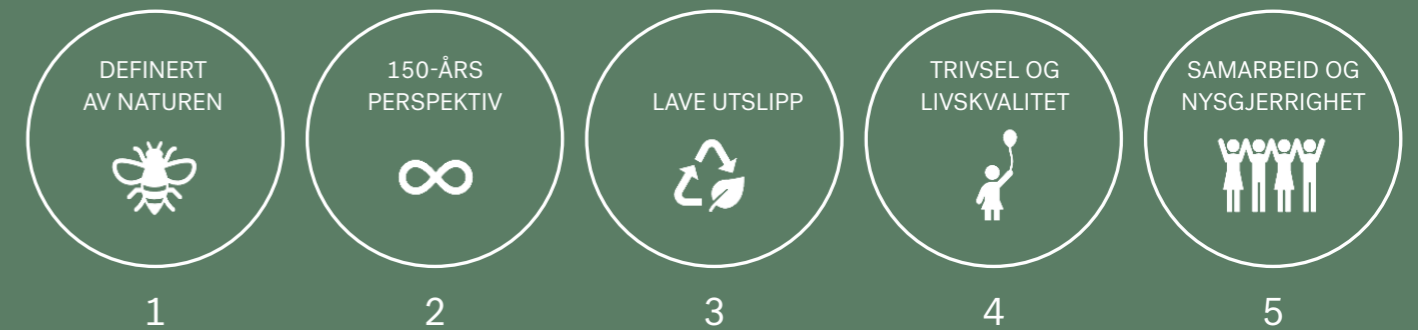 DEFINERT
AV NATUREN
150-ÅRS
PERSPEKTIV
LAVE UTSLIPP
TRIVSEL OG
LIVSKVALITET
SAMARBEID OG
NYSGJERRIGHET
1
2
3
4
5